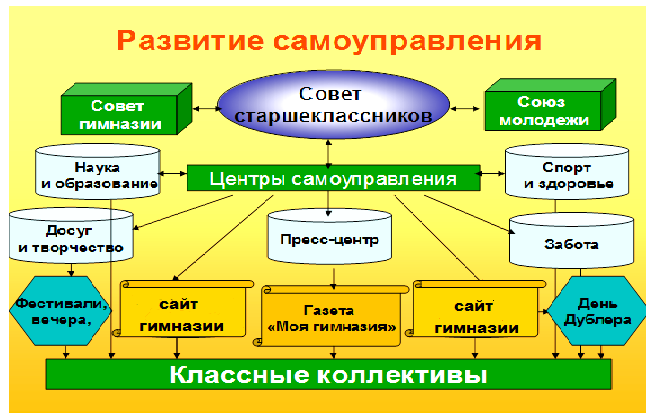 Развитие самоуправления
Совет
гимназии
Совет
старшеклассников
Союз
молодежи
Наука
и образование
Центры самоуправления
Спорт
и здоровье
Досуг
и творчество
Пресс-центр
Забота
Фестивали,
вечера,
сайт
гимназии
Газета
«Моя гимназия»
сайт
гимназии
День
Дублера
Классные коллективы